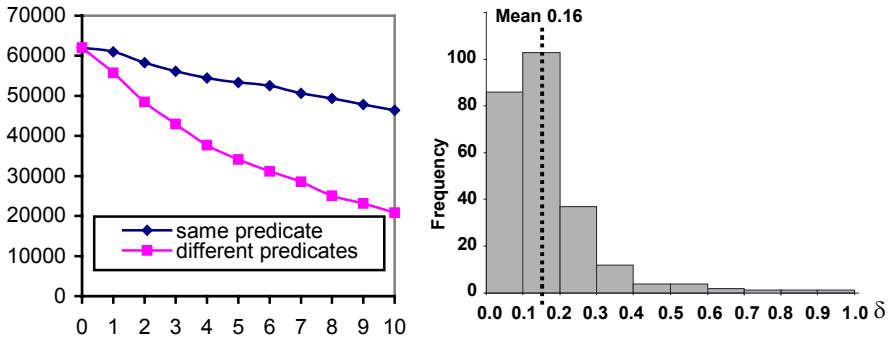 70000
60000
50000
40000
30000
20000
10000
0
same predicate
different predicates
0 1 2 3 4 5 6 7 8 9 10
Mean 0.16
Frequency
100
80
60
40
20
0
0.0 0.1 0.2 0.3 0.4 0.5 0.6 0.7 0.8 0.9 1.0 δ